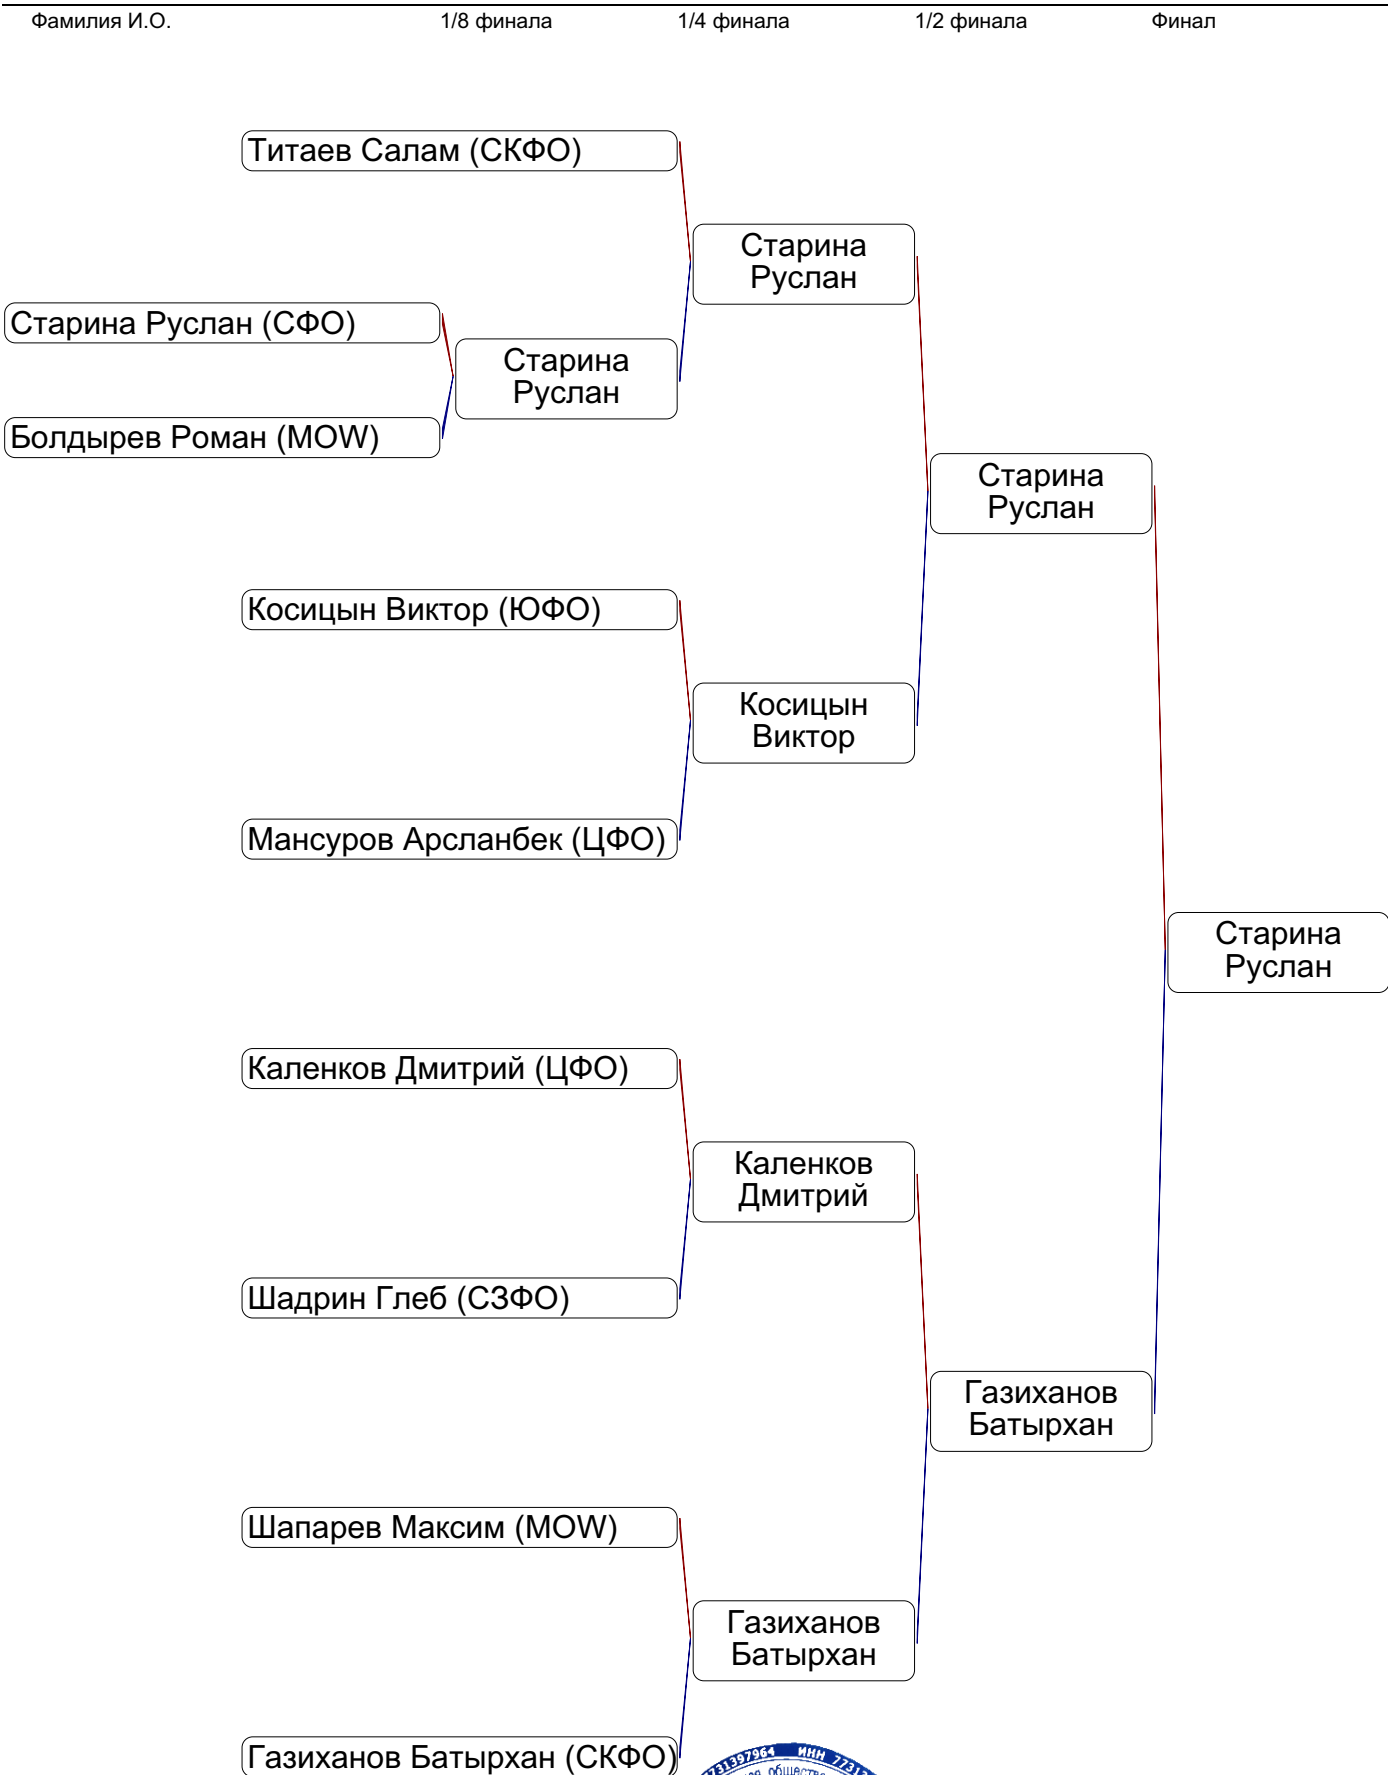 Фамилия И.О. 1/8 финала 1/4 финала 1/2 финала Финал
Титаев Салам (СКФО)
Старина
Руслан
Старина Руслан (СФО)
Старина
Руслан
Болдырев Роман (MOW)
Старина
Руслан
Косицын Виктор (ЮФО)
Косицын
Виктор
Мансуров Арсланбек (ЦФО)
Старина
Руслан
Каленков Дмитрий (ЦФО)
Каленков
Дмитрий
Шадрин Глеб (СЗФО)
Газиханов
Батырхан
Шапарев Максим (MOW)
Газиханов
Батырхан
Газиханов Батырхан (СКФО)
ИНН